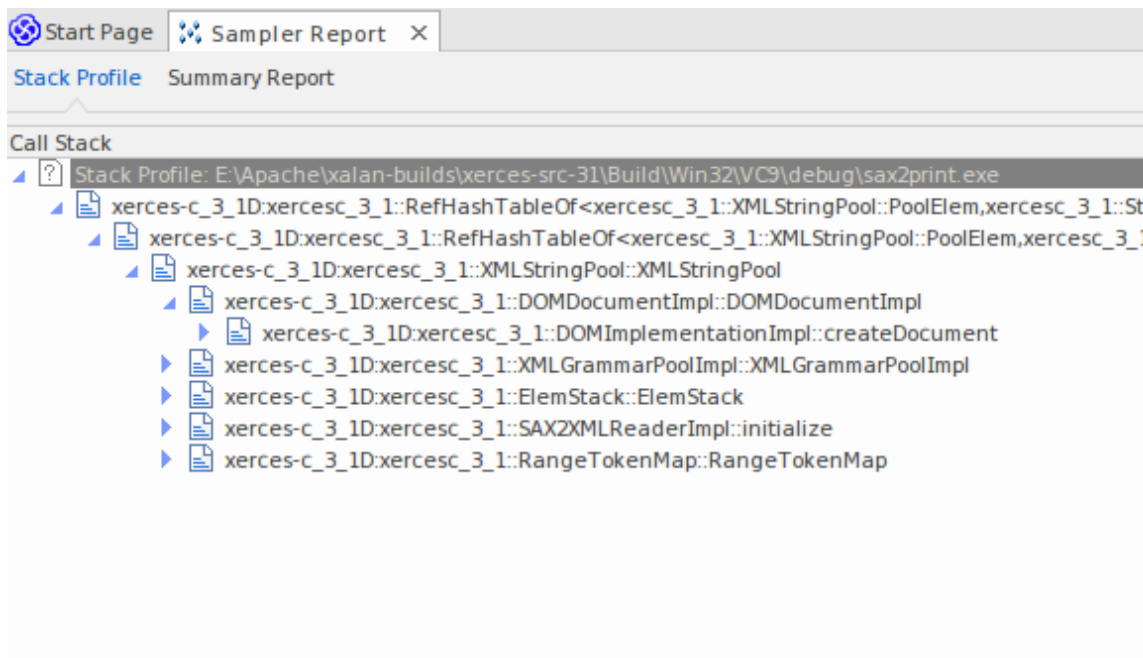 Start Page Sampler Report
Stack Profile Summary Report
Call Stack
Stack Profile: E:\Apache\xalan-builds\xerces-src-31\Build\Win32\VC9\debug\sax2print.exe
xerces-c_3_1D:xercesc_3_1::RefHashTableOf<xercesc_3_1::XMLStringPool::PoolElem,xercesc_3_1::St
xerces-c_3_1D:xercesc_3_1::RefHashTableOf<xercesc_3_1::XMLStringPool::PoolElem,xercesc_3_1
xerces-c_3_1D:xercesc_3_1::XMLStringPool::XMLStringPool
xerces-c_3_1D:xercesc_3_1::DOMDocumentImpl::DOMDocumentImpl
xerces-c_3_1D:xercesc_3_1::DOMImplementationImpl::createDocument
xerces-c_3_1D:xercesc_3_1::XMLGrammarPoolImpl::XMLGrammarPoolImpl
xerces-c_3_1D:xercesc_3_1::ElemStack::ElemStack
xerces-c_3_1D:xercesc_3_1::SAX2XMLReaderImpl::initialize
xerces-c_3_1D:xercesc_3_1::RangeTokenMap::RangeTokenMap